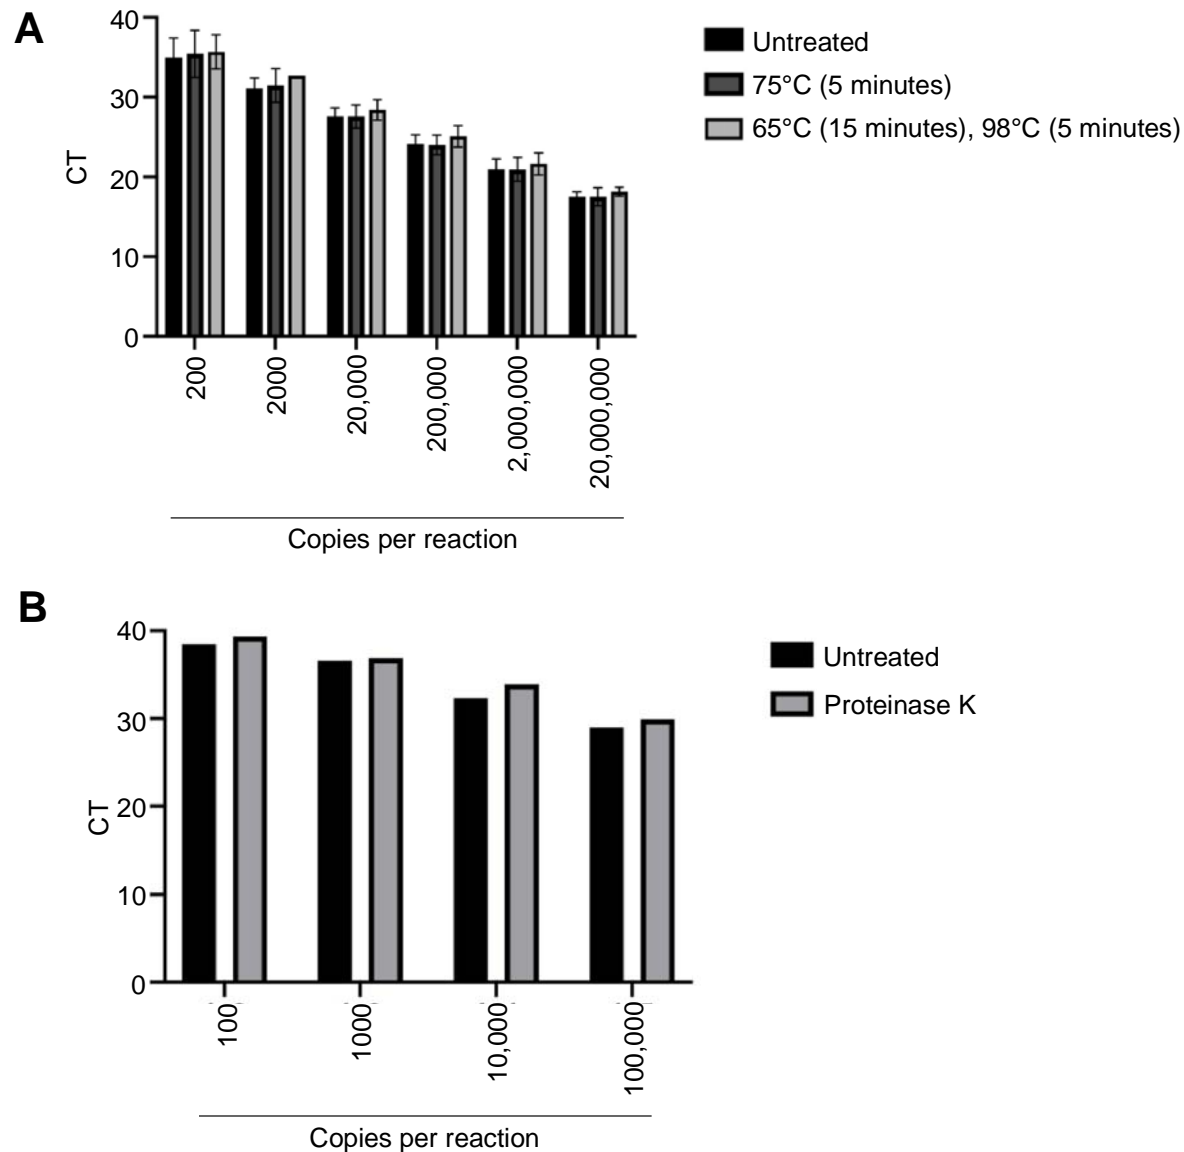 A
40
30
20
10
0
CT
200
2000
20,000
200,000
2,000,000
20,000,000
Copies per reaction
Untreated
75°C (5 minutes)
65°C (15 minutes), 98°C (5 minutes)
B
40
30
20
10
0
CT
100
1000
10,000
100,000
Copies per reaction
Untreated
Proteinase K